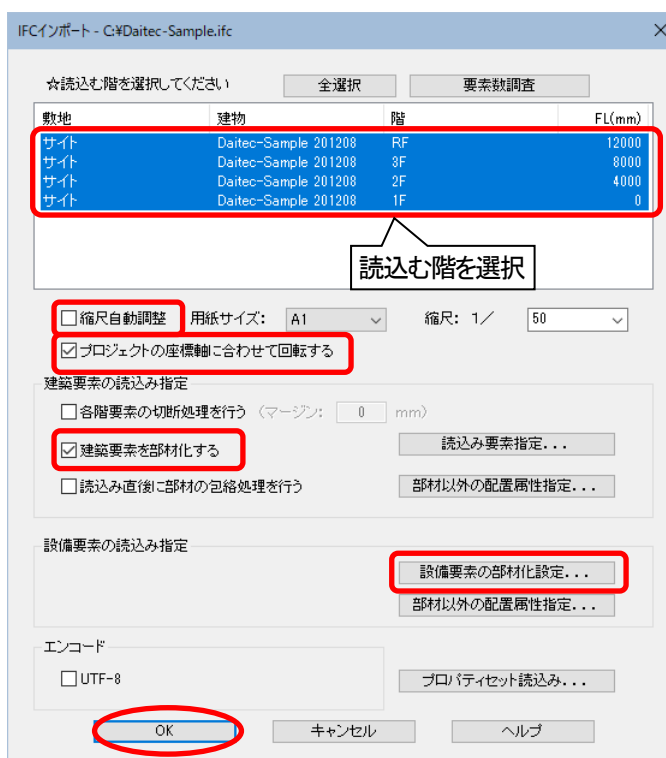 IFCインポート - C:¥Daitec-Sample.ifc
☆読込む階を選択してください 全選択 要素数調査
敷地 建物 階 FL(mm)
サイト Daitec-Sample 201208 RF 12000
サイト Daitec-Sample 201208 3F 8000
サイト Daitec-Sample 201208 2F 4000
サイト Daitec-Sample 201208 1F 0
読込む階を選択
縮尺自動調整 用紙サイズ: A1 縮尺: 1/ 50
プロジェクトの座標軸に合わせて回転する
建築要素の読込み指定
各階要素の切断処理を行う (マージン: 0 mm)
建築要素を部材化する 読込み要素指定...
読込み直後に部材の包絡処理を行う 部材以外の配置属性指定...
設備要素の読込み指定
設備要素の部材化設定...
部材以外の配置属性指定...
エンコード
UTF-8 プロパティセット読込み...
OK キャンセル ヘルプ